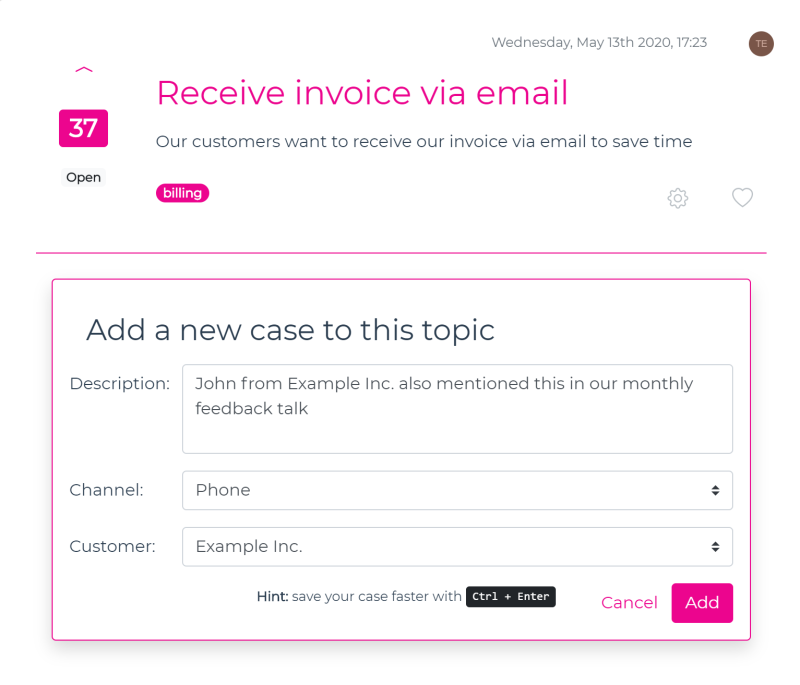 Wednesday, May 13th 2020, 17:23
TE
Receive invoice via email
37
Our customers want to receive our invoice via email to save time
Open
billing
Add a new case to this topic
Description:
John from Example Inc. also mentioned this in our monthly
feedback talk
Channel:
Phone
Customer:
Example Inc.
Hint: save your case faster with Ctrl + Enter
Cancel
Add